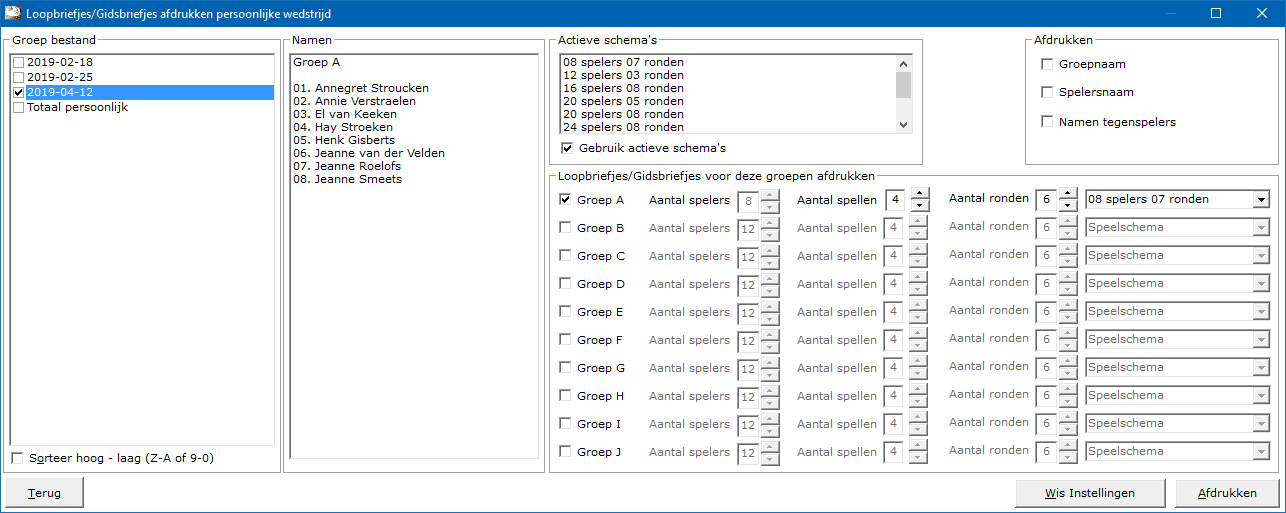 Loopbriefjes/Gidsbriefjes afdrukken persoonlijke wedstrijd
Groep bestand
2019-02-18
2019-02-25
2019-04-12
Totaal persoonlijk
Sorteer hoog - laag (Z-A of 9-0)
Namen
Groep A
01. Annegret Stroucken
02. Annie Verstraelen
03. El van Keeken
04. Hay Stroeken
05. Henk Gisberts
06. Jeanne van der Velden
07. Jeanne Roelofs
08. Jeanne Smeets
Actieve schema's
08 spelers 07 ronden
12 spelers 03 ronden
16 spelers 08 ronden
20 spelers 05 ronden
20 spelers 08 ronden
24 spelers 08 ronden
Gebruik actieve schema's
Afdrukken
Groepnaam
Spelersnaam
Namen tegenspelers
Loopbriefjes/Gidsbriefjes voor deze groepen afdrukken
Groep A Aantal spelers 8 Aantal spellen 4 Aantal ronden 6 08 spelers 07 ronden
Groep B Aantal spelers 12 Aantal spellen 4 Aantal ronden 6 Speelschema
Groep C Aantal spelers 12 Aantal spellen 4 Aantal ronden 6 Speelschema
Groep D Aantal spelers 12 Aantal spellen 4 Aantal ronden 6 Speelschema
Groep E Aantal spelers 12 Aantal spellen 4 Aantal ronden 6 Speelschema
Groep F Aantal spelers 12 Aantal spellen 4 Aantal ronden 6 Speelschema
Groep G Aantal spelers 12 Aantal spellen 4 Aantal ronden 6 Speelschema
Groep H Aantal spelers 12 Aantal spellen 4 Aantal ronden 6 Speelschema
Groep I Aantal spelers 12 Aantal spellen 4 Aantal ronden 6 Speelschema
Groep J Aantal spelers 12 Aantal spellen 4 Aantal ronden 6 Speelschema
Terug
Wis Instellingen
Afdrukken